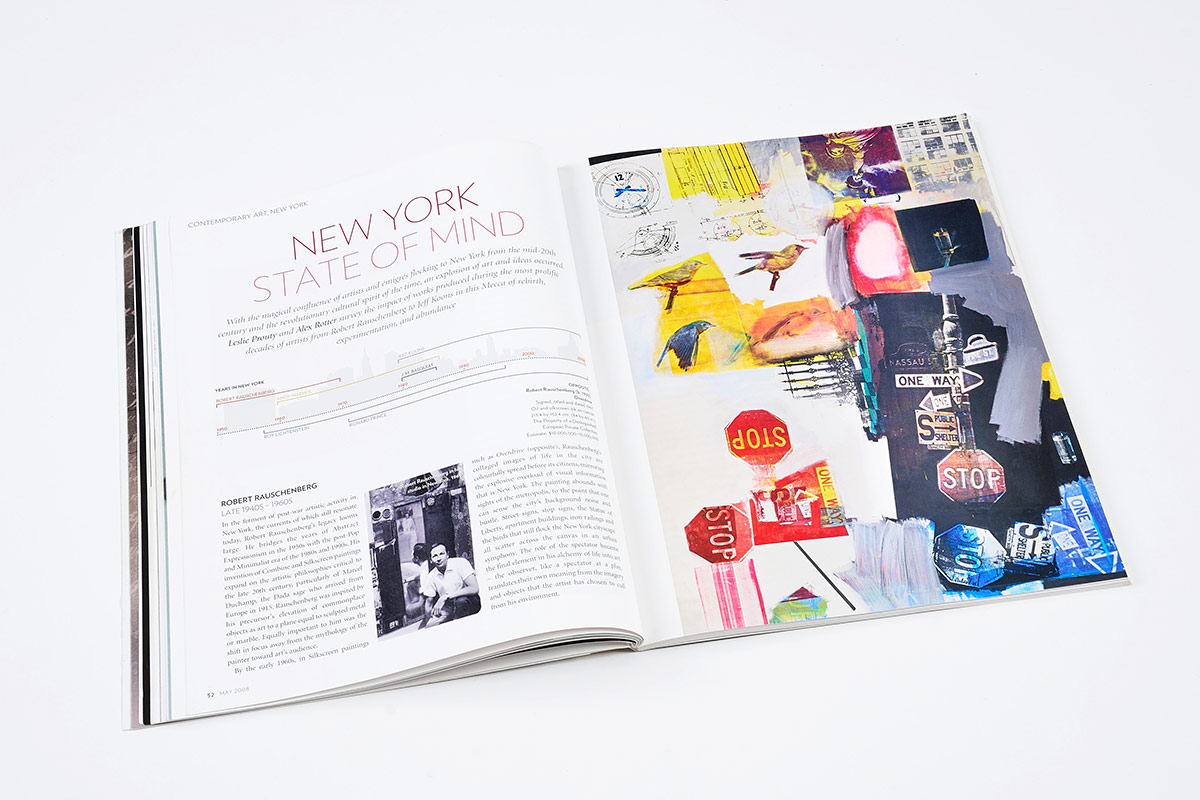 CONTEMPORARY ART, NEW YORK
NEW YORK
STATE OF MIND
With the magical confluence of artists and émigrés flocking to New York from the mid-20th
century and the revolutionary cultural spirit of the time, an explosion of art and ideas occurred.
Leslie Prouty and Alex Rotter survey the impact of works produced during the most prolific
decades of artists from Robert Rauschenberg to Jeff Koons in this Mecca of rebirth,
experimentation, and abundance
YEARS IN NEW YORK
ROBERT RAUSCHENBERG
JEFF KOONS
J.M. BASQUIAT
1950
1960
1970
1980
1990
2000
ROY LICHTENSTEIN
RICHARD PRINCE
OPPOSITE
Robert Rauschenberg
Overdrive
Signed, titled and dated
Oil and silkscreen ink on canvas
The Property of a Distinguished
European Private Collection
Estimate
ROBERT RAUSCHENBERG
LATE 1940S – 1960S
In the ferment of post-war artistic activity in
New York, the currents of which still resonate
today, Robert Rauschenberg's legacy looms
large. He bridges the years of Abstract
Expressionism in the 1950s with the post-Pop
and Minimalist era of the 1980s and 1990s. His
invention of Combine and Silkscreen paintings
expand on the artistic philosophies critical to
the late 20th century, particularly of Marcel
Duchamp, the Dada sage who arrived from
Europe in 1915. Rauschenberg was inspired by
his precursor's elevation of commonplace
objects as art to a plane equal to sculpted metal
or marble. Equally important to him was the
shift in focus away from the mythology of the
painter toward art's audience.
By the early 1960s, in Silkscreen paintings
such as Overdrive (opposite), Rauschenberg's
collaged images of life in the city are
colourfully spread before its citizens, mirroring
the explosive overload of visual information
that is New York. The painting abounds with
sights of the metropolis, to the point that one
can sense the city's background noise and
bustle. Street signs, stop signs, the Statue of
Liberty, apartment buildings, iron railings and
the birds that still flock the New York cityscape
all scatter across the canvas in an urban
symphony. The role of the spectator became
the final element in his alchemy of life into art
– the observer, like a spectator at a play,
translates their own meaning from the imagery
and objects that the artist has chosen to cull
from his environment.
52 MAY 2008
12
NASSAU ST
ONE WAY
ONE
S PUBLIC
SHELTER
STOP
STOP
ONE WAY
STOP
STOP
ONE WAY